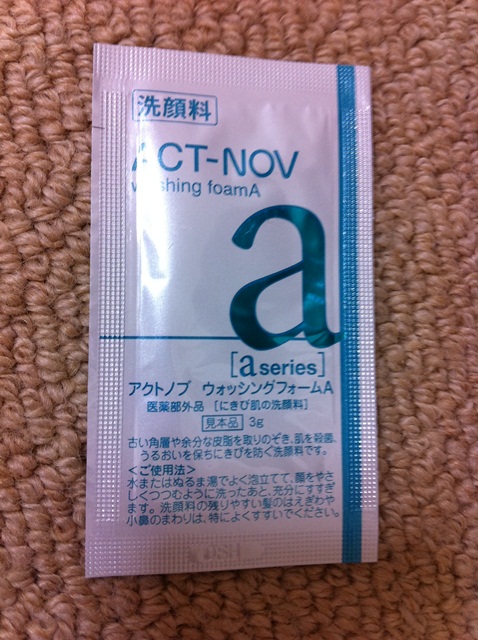 洗顔料
ACT-NOV
washing foamA
a
[a series]
アクトノブ ウォッシングフォームA
医薬部外品 [にきび肌の洗顔料]
見本品 3g
古い角層や余分な皮脂を取りのぞき、肌を殺菌、
うるおいを保ちにきびを防ぐ洗顔料です。
<ご使用法>
水またはぬるま湯でよく泡立てて、顔をやさ
しくつつむように洗ったあと、充分にすすぎ
ます。洗顔料の残りやすい髪のはえぎわや
小鼻のまわりは、特によくすすいでください。